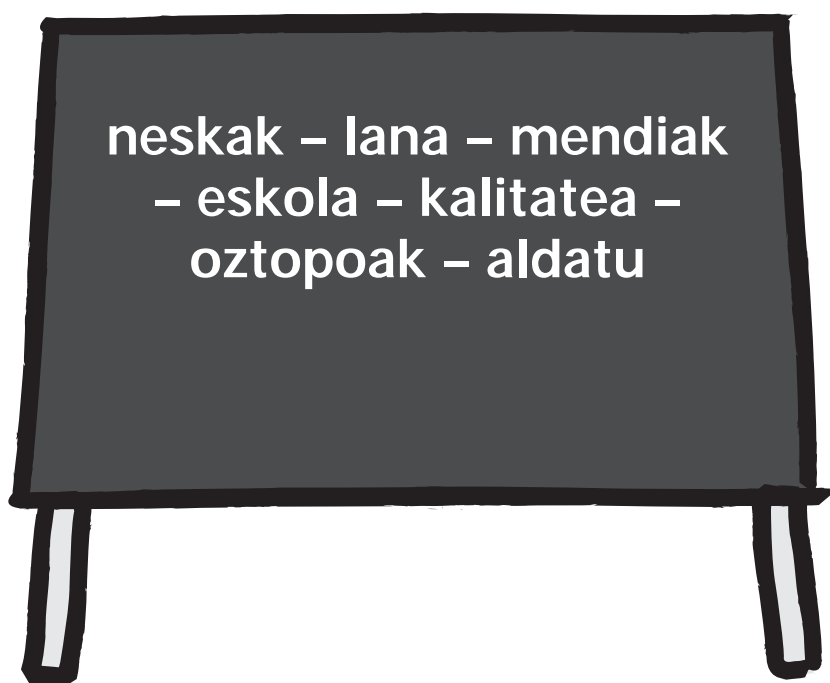 neskak – lana – mendiak
– eskola – kalitatea –
oztopoak – aldatu